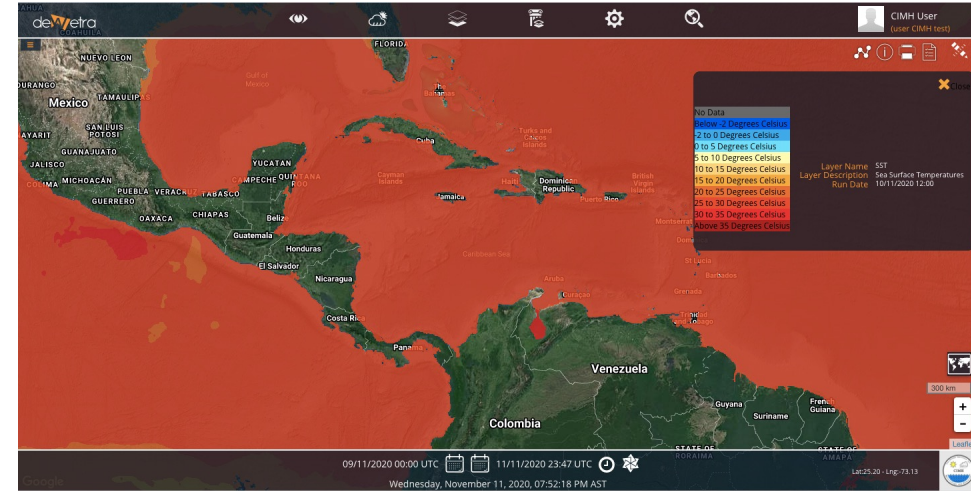 dewetra
CIMH User
(user CIMH test)
COAHUILA
NUEVO LEON
FLORIDA
Gulf of
Mexico
The
Bahamas
DURANGO
TAMAULIPAS
Mexico
SAN LUIS
POTOSI
NAYARIT
GUANAJUATO
JALISCO
COLIMA
MICHOACÁN
PUEBLA
VERACRUZ
TABASCO
CAMPECHE
YUCATAN
QUINTANA
ROO
GUERRERO
OAXACA
CHIAPAS
Belize
Guatemala
Honduras
El Salvador
Nicaragua
Costa Rica
Panama
Cuba
Cayman
Islands
Jamaica
Turks and
Caicos
Islands
Haiti
Dominican
Republic
Puerto Rico
British
Virgin
Islands
Montserrat
St Lucia
Barbados
Grenada
Caribbean Sea
Aruba
Curaçao
Trinidad
and Tobago
Venezuela
Colombia
Guyana
Suriname
French
Guiana
STATE OF
RORAIMA
STATE OF
AMAPÁ
Close
No Data
Below -2 Degrees Celsius
-2 to 0 Degrees Celsius
0 to 5 Degrees Celsius
5 to 10 Degrees Celsius
10 to 15 Degrees Celsius
15 to 20 Degrees Celsius
20 to 25 Degrees Celsius
25 to 30 Degrees Celsius
30 to 35 Degrees Celsius
Above 35 Degrees Celsius
Layer Name SST
Layer Description Sea Surface Temperatures
Run Date 10/11/2020 12:00
300 km
+
-
Leafle
09/11/2020 00:00 UTC 11/11/2020 23:47 UTC
Wednesday, November 11, 2020, 07:52:18 PM AST
Lat:25.20 - Lng:-73.13
Google
CIMH